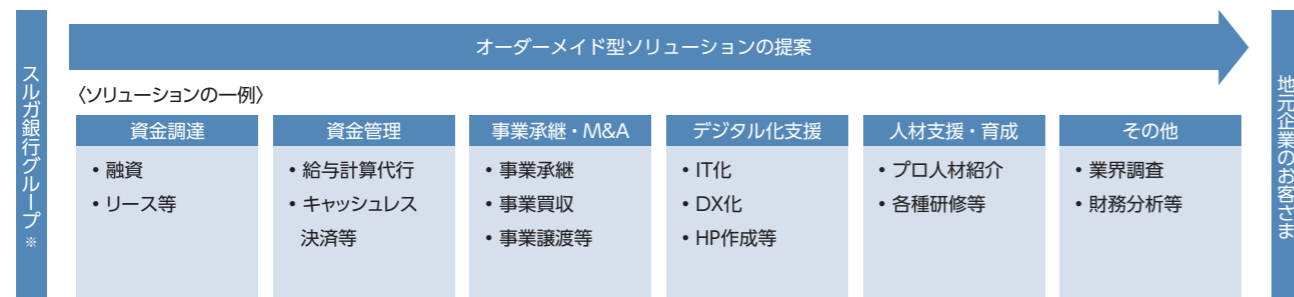 スルガ銀行グループ※
オーダーメイド型ソリューションの提案
〈ソリューションの一例〉
資金調達
・融資
・リース等
資金管理
・給与計算代行
・キャッシュレス
決済等
事業承継・M&A
・事業承継
・事業買収
・事業譲渡等
デジタル化支援
・IT化
・DX化
・HP作成等
人材支援・育成
・プロ人材紹介
・各種研修等
その他
・業界調査
・財務分析等
地元企業のお客さま